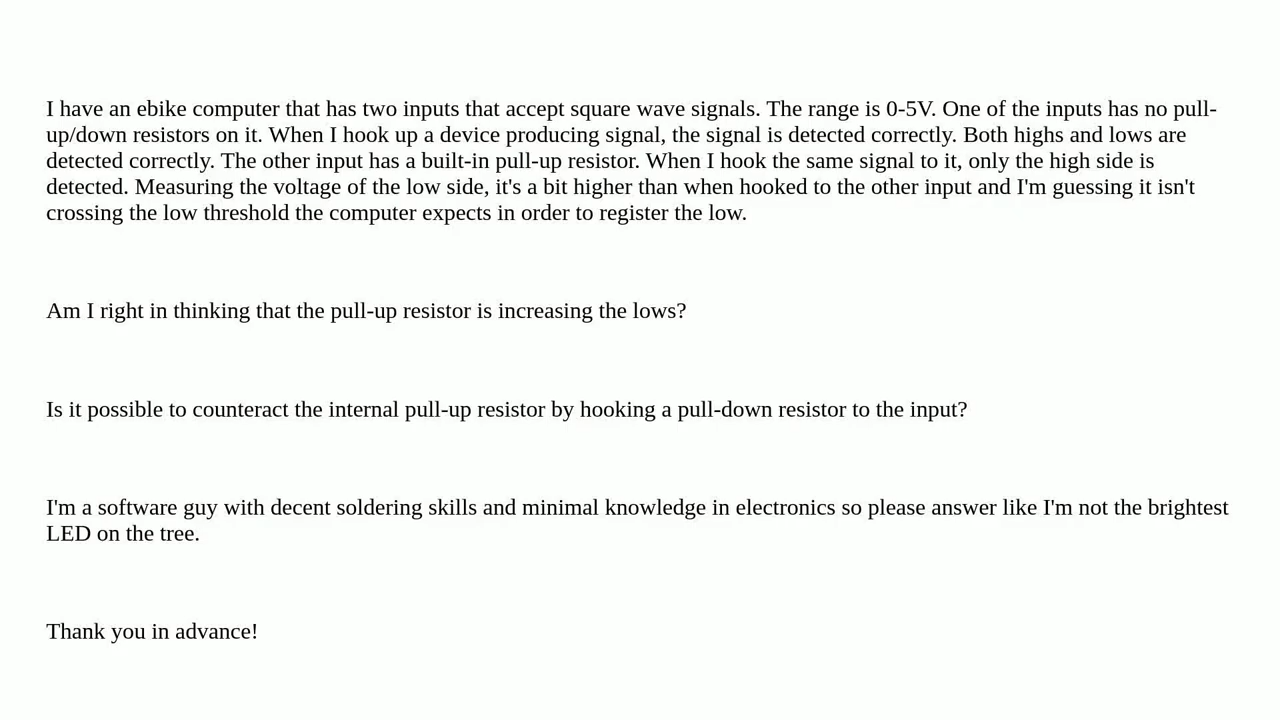 I have an ebike computer that has two inputs that accept square wave signals. The range is 0-5V. One of the inputs has no pull-
up/down resistors on it. When I hook up a device producing signal, the signal is detected correctly. Both highs and lows are
detected correctly. The other input has a built-in pull-up resistor. When I hook the same signal to it, only the high side is
detected. Measuring the voltage of the low side, it's a bit higher than when hooked to the other input and I'm guessing it isn't
crossing the low threshold the computer expects in order to register the low.
Am I right in thinking that the pull-up resistor is increasing the lows?
Is it possible to counteract the internal pull-up resistor by hooking a pull-down resistor to the input?
I'm a software guy with decent soldering skills and minimal knowledge in electronics so please answer like I'm not the brightest
LED on the tree.
Thank you in advance!